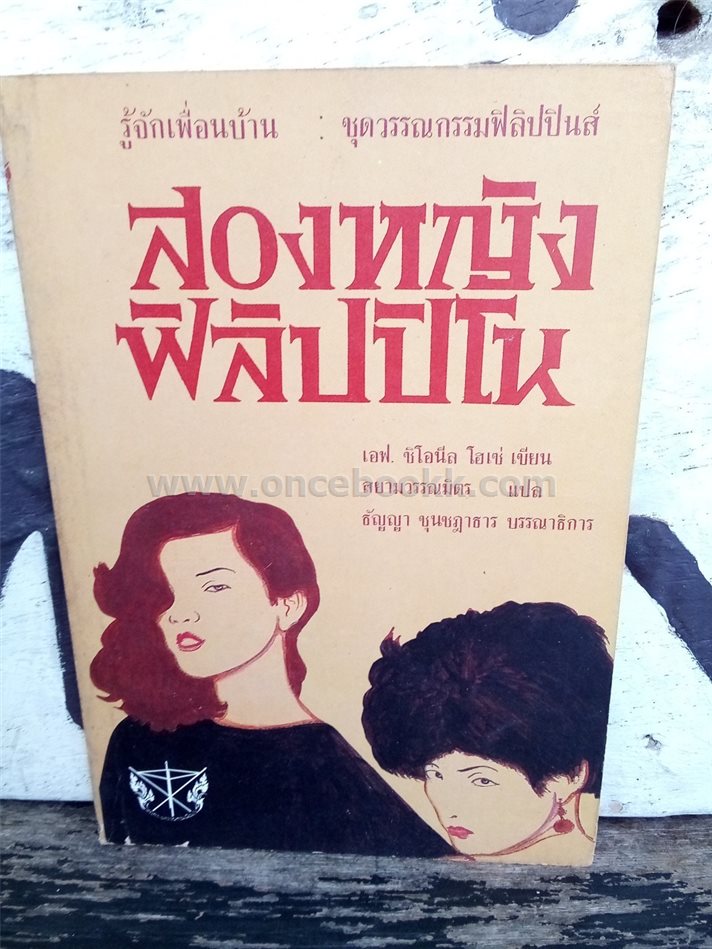 รู้จักเพื่อนบ้าน : ชุดวรรณกรรมฟิลิปปินส์
สองหญิง
ฟิลิปปิโน
เอฟ. ซิโอนีล โฮเซ่ เขียน
www.oncebookk.com
สยามวรรณมิตร แปล
ธัญญา ชุนชฎาธาร บรรณาธิการ